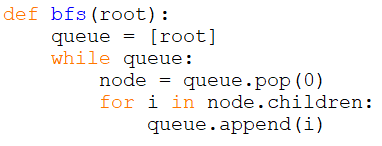 def bfs(root):
    queue = [root]
    while queue:
        node = queue.pop(0)
        for i in node.children:
            queue.append(i)